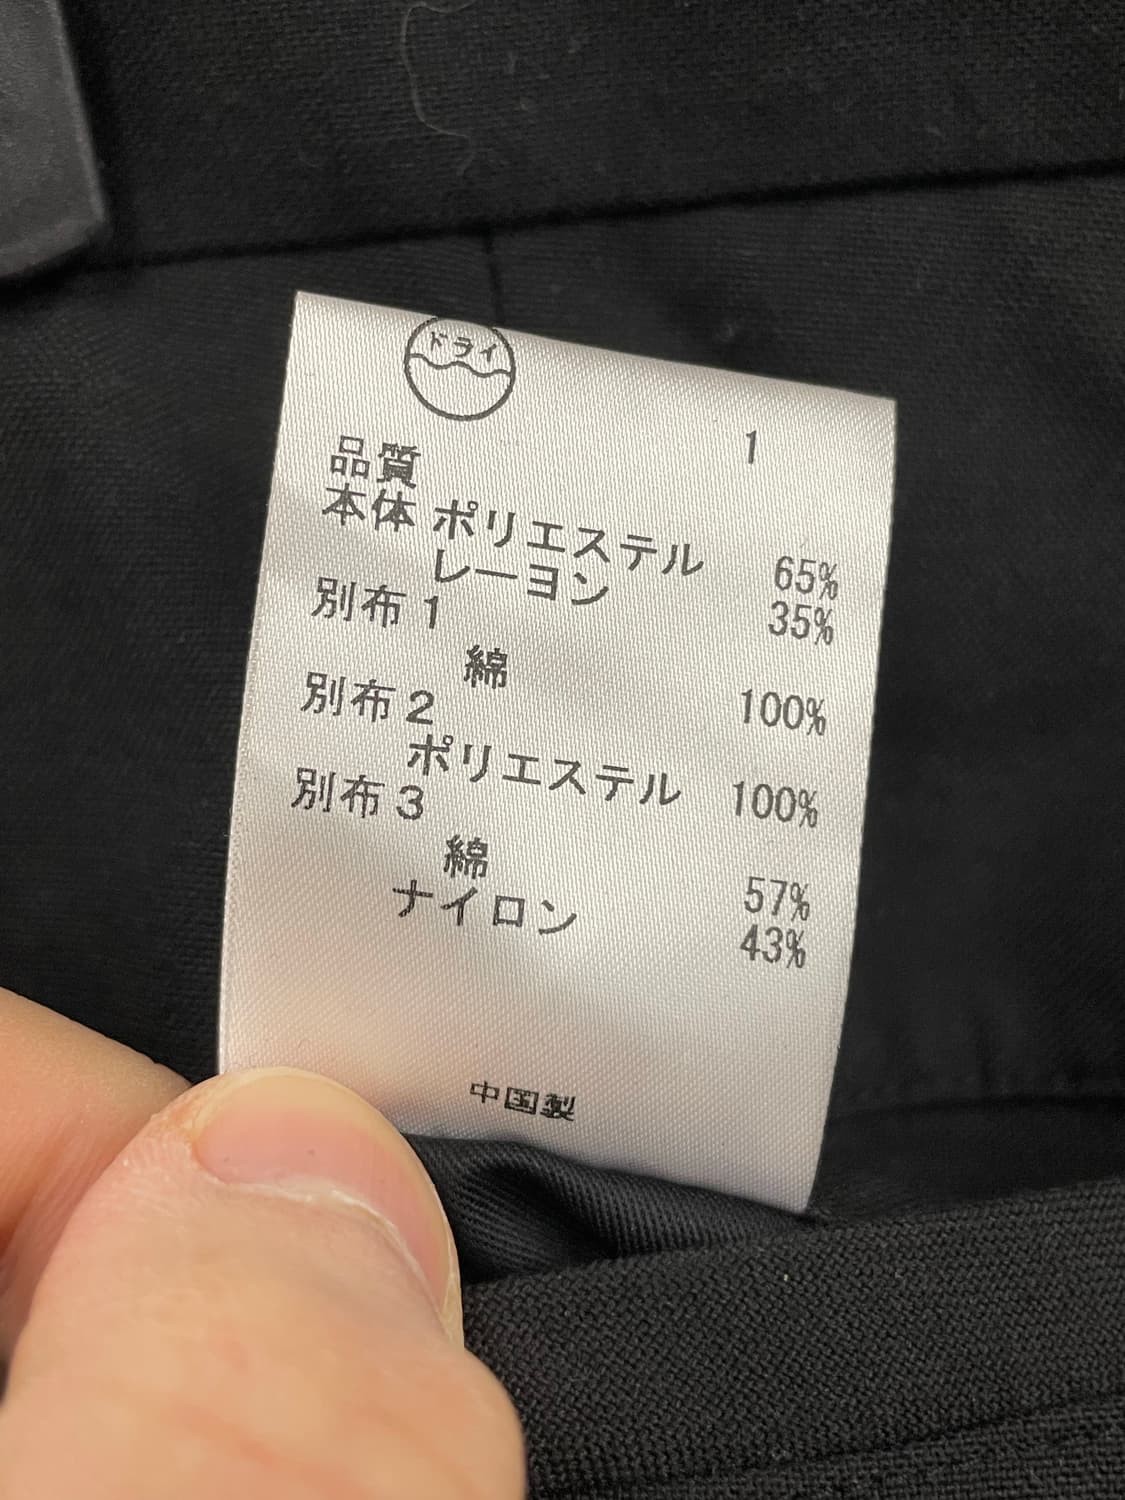 ドライ
1
品質
本体 ポリエステル 65%
レーヨン 35%
別布1
綿 100%
別布2
ポリエステル 100%
別布3
綿 57%
ナイロン 43%
中国製